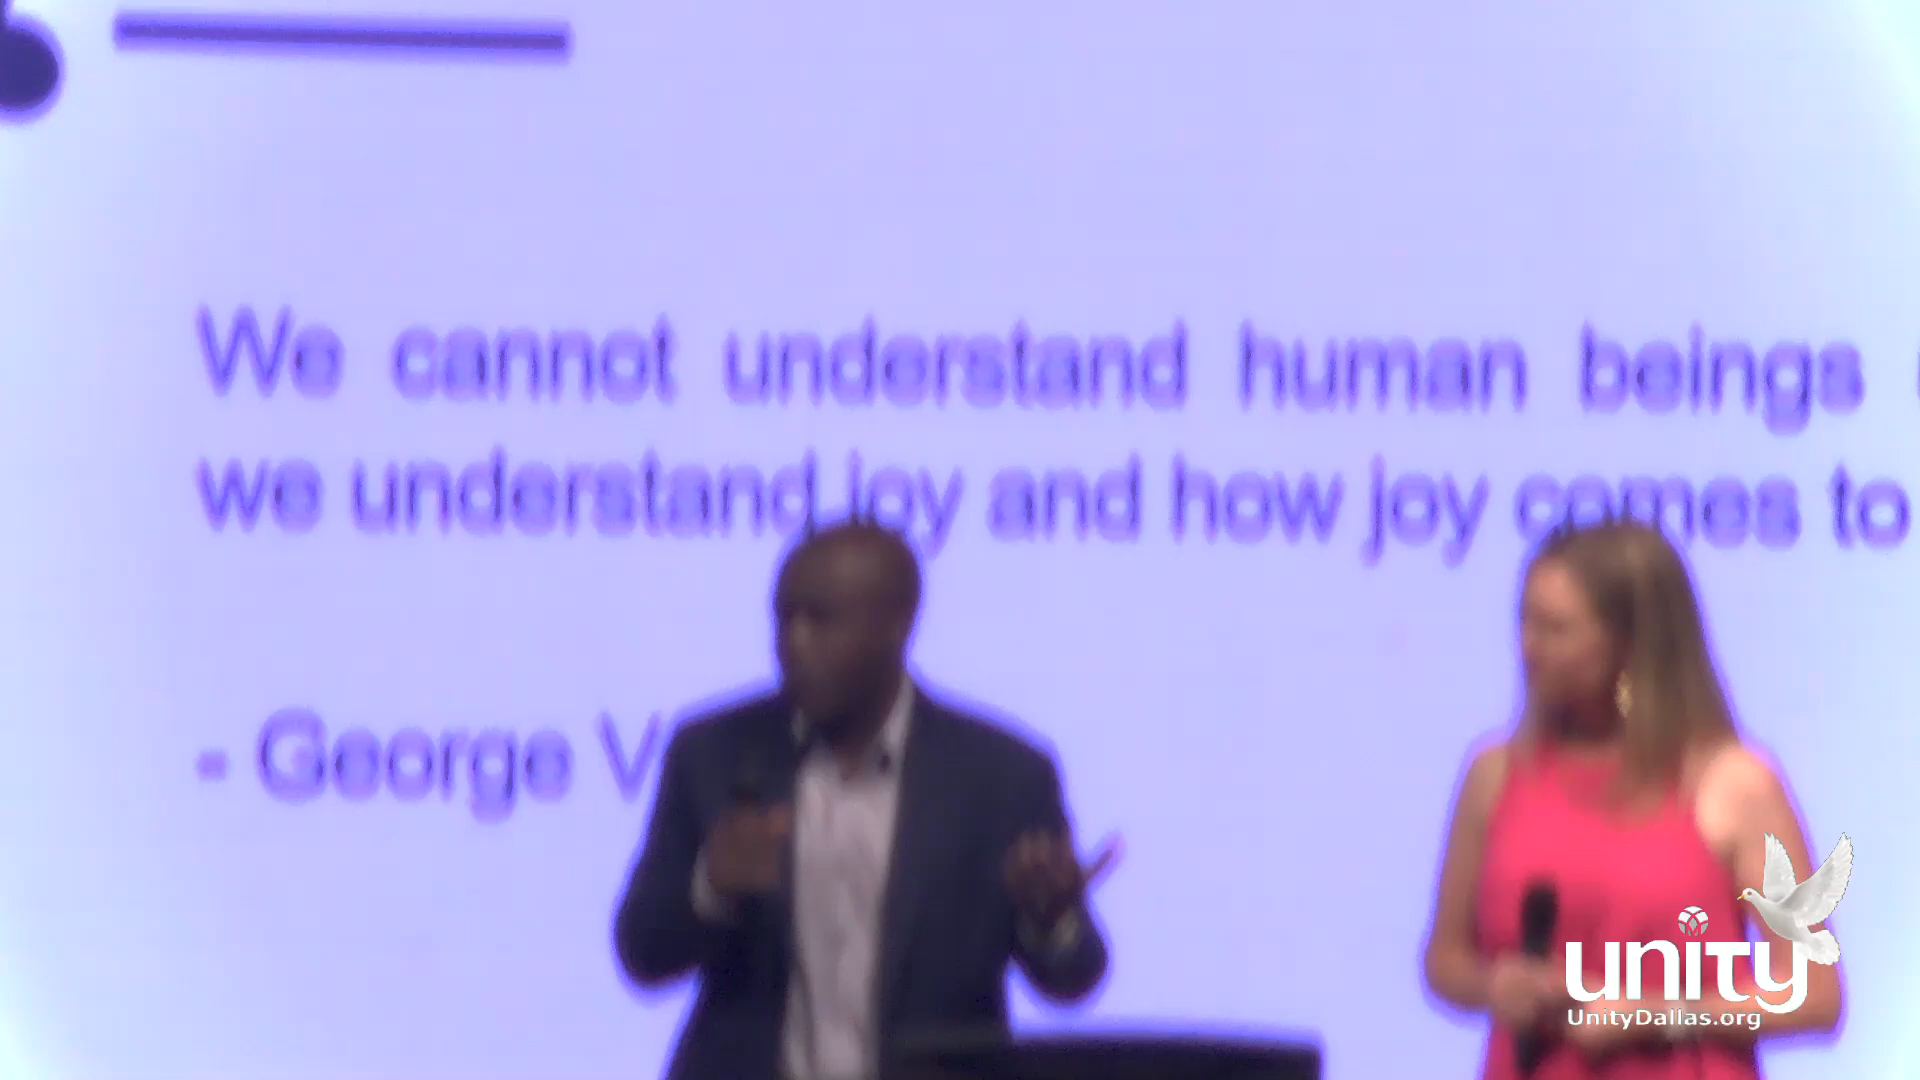 We cannot understand human beings
we understand joy and how joy comes to
- George V
unity
UnityDallas.org